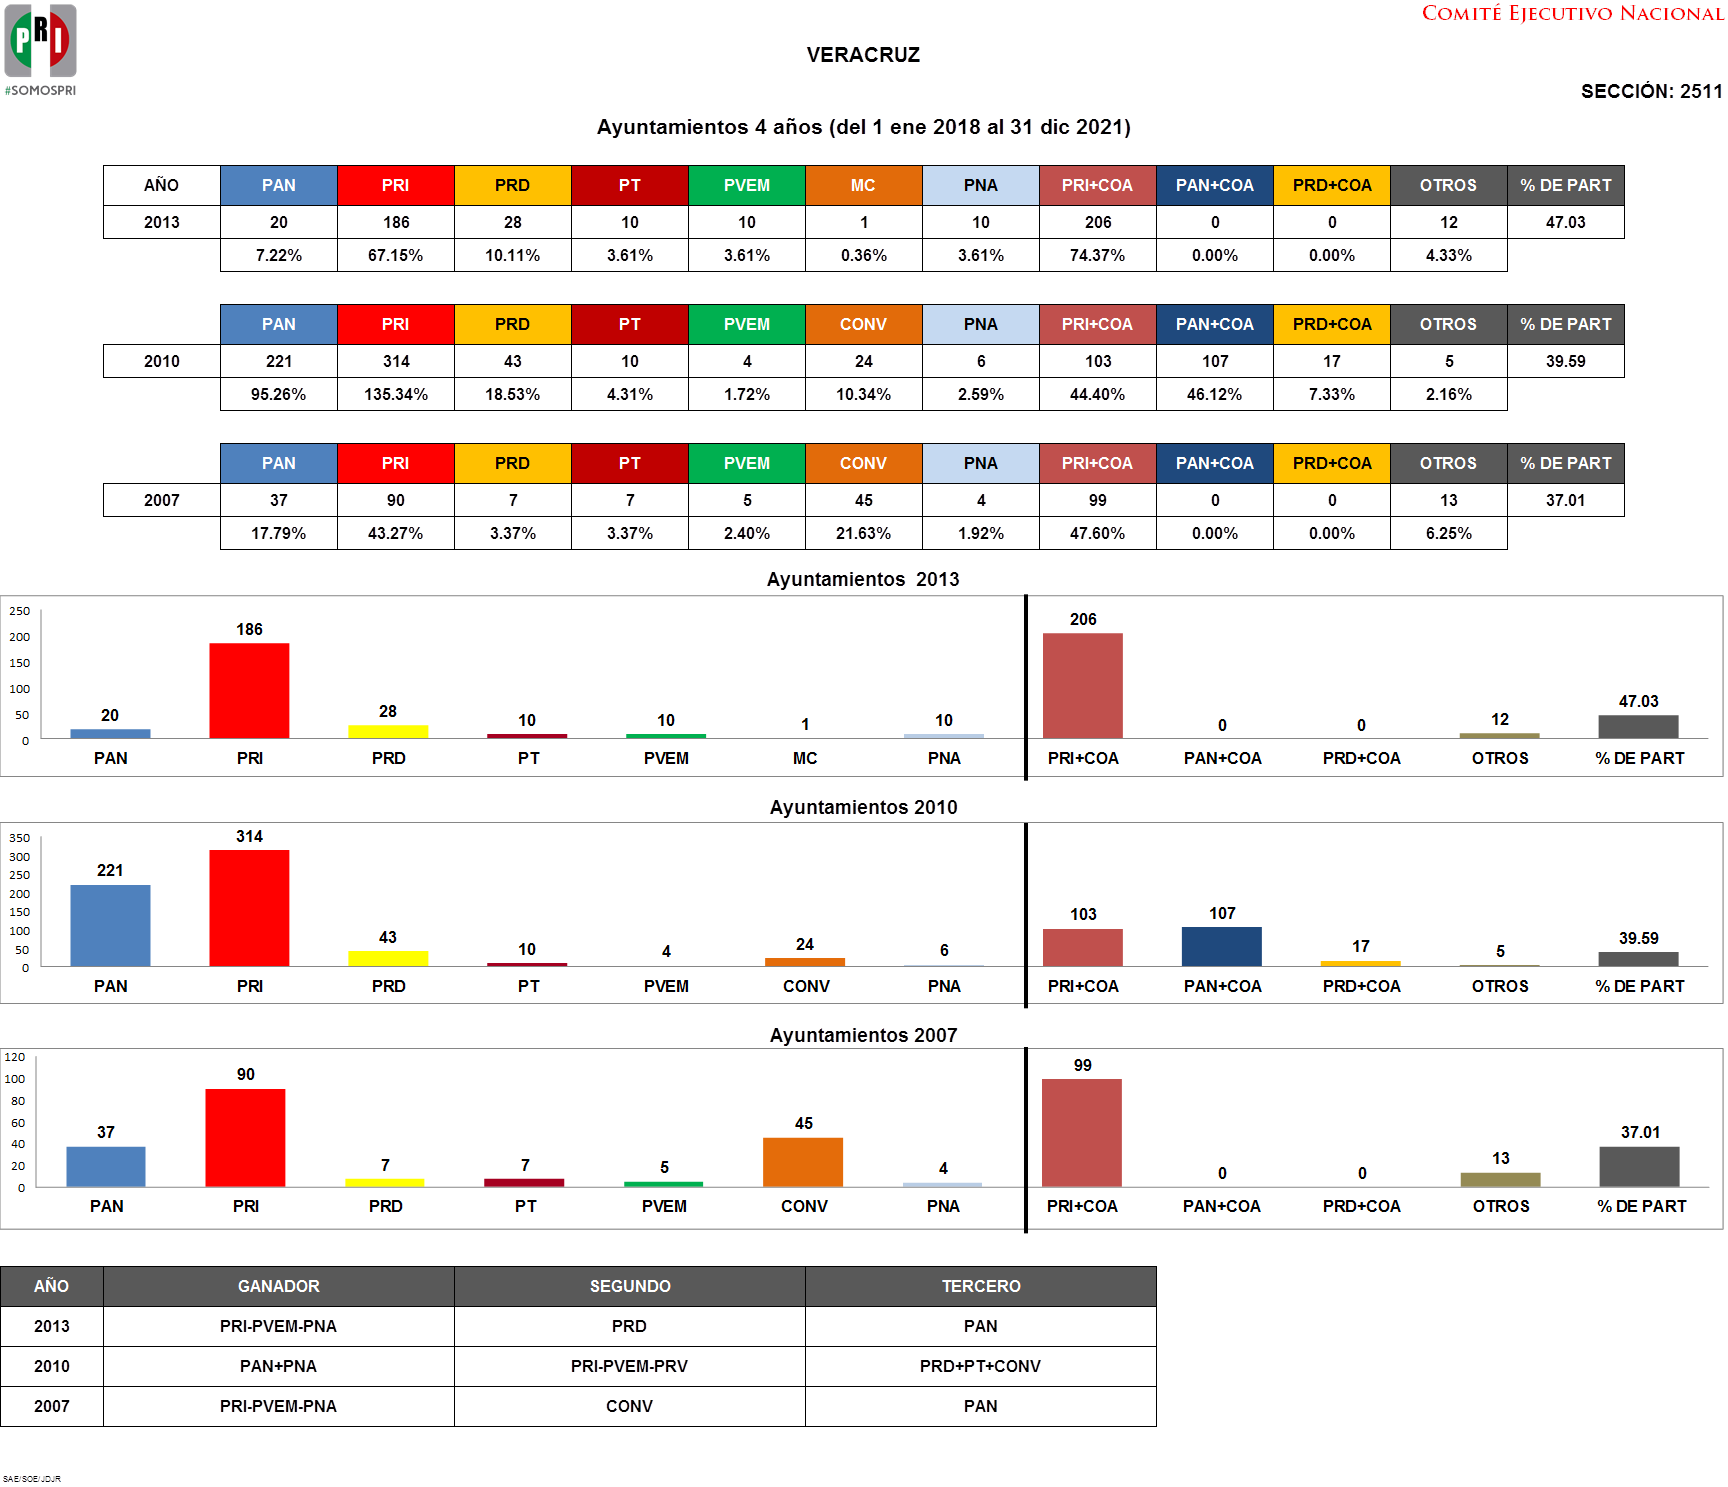 PRI
#SOMOSPRI
COMITÉ EJECUTIVO NACIONAL
VERACRUZ
SECCIÓN: 2511
Ayuntamientos 4 años (del 1 ene 2018 al 31 dic 2021)
AÑO PAN PRI PRD PT PVEM MC PNA PRI+COA PAN+COA PRD+COA OTROS % DE PART
2013 20 186 28 10 10 1 10 206 0 0 12 47.03
7.22% 67.15% 10.11% 3.61% 3.61% 0.36% 3.61% 74.37% 0.00% 0.00% 4.33%
PAN PRI PRD PT PVEM CONV PNA PRI+COA PAN+COA PRD+COA OTROS % DE PART
2010 221 314 43 10 4 24 6 103 107 17 5 39.59
95.26% 135.34% 18.53% 4.31% 1.72% 10.34% 2.59% 44.40% 46.12% 7.33% 2.16%
PAN PRI PRD PT PVEM CONV PNA PRI+COA PAN+COA PRD+COA OTROS % DE PART
2007 37 90 7 7 5 45 4 99 0 0 13 37.01
17.79% 43.27% 3.37% 3.37% 2.40% 21.63% 1.92% 47.60% 0.00% 0.00% 6.25%
Ayuntamientos 2013
250
200
150
100
50
0
20 186 28 10 10 1 10 206 0 0 12 47.03
PAN PRI PRD PT PVEM MC PNA PRI+COA PAN+COA PRD+COA OTROS % DE PART
Ayuntamientos 2010
350
300
250
200
150
100
50
0
221 314 43 10 4 24 6 103 107 17 5 39.59
PAN PRI PRD PT PVEM CONV PNA PRI+COA PAN+COA PRD+COA OTROS % DE PART
Ayuntamientos 2007
120
100
80
60
40
20
0
37 90 7 7 5 45 4 99 0 0 13 37.01
PAN PRI PRD PT PVEM CONV PNA PRI+COA PAN+COA PRD+COA OTROS % DE PART
AÑO GANADOR SEGUNDO TERCERO
2013 PRI-PVEM-PNA PRD PAN
2010 PAN+PNA PRI-PVEM-PRV PRD+PT+CONV
2007 PRI-PVEM-PNA CONV PAN
SAE/SOE/JDJR